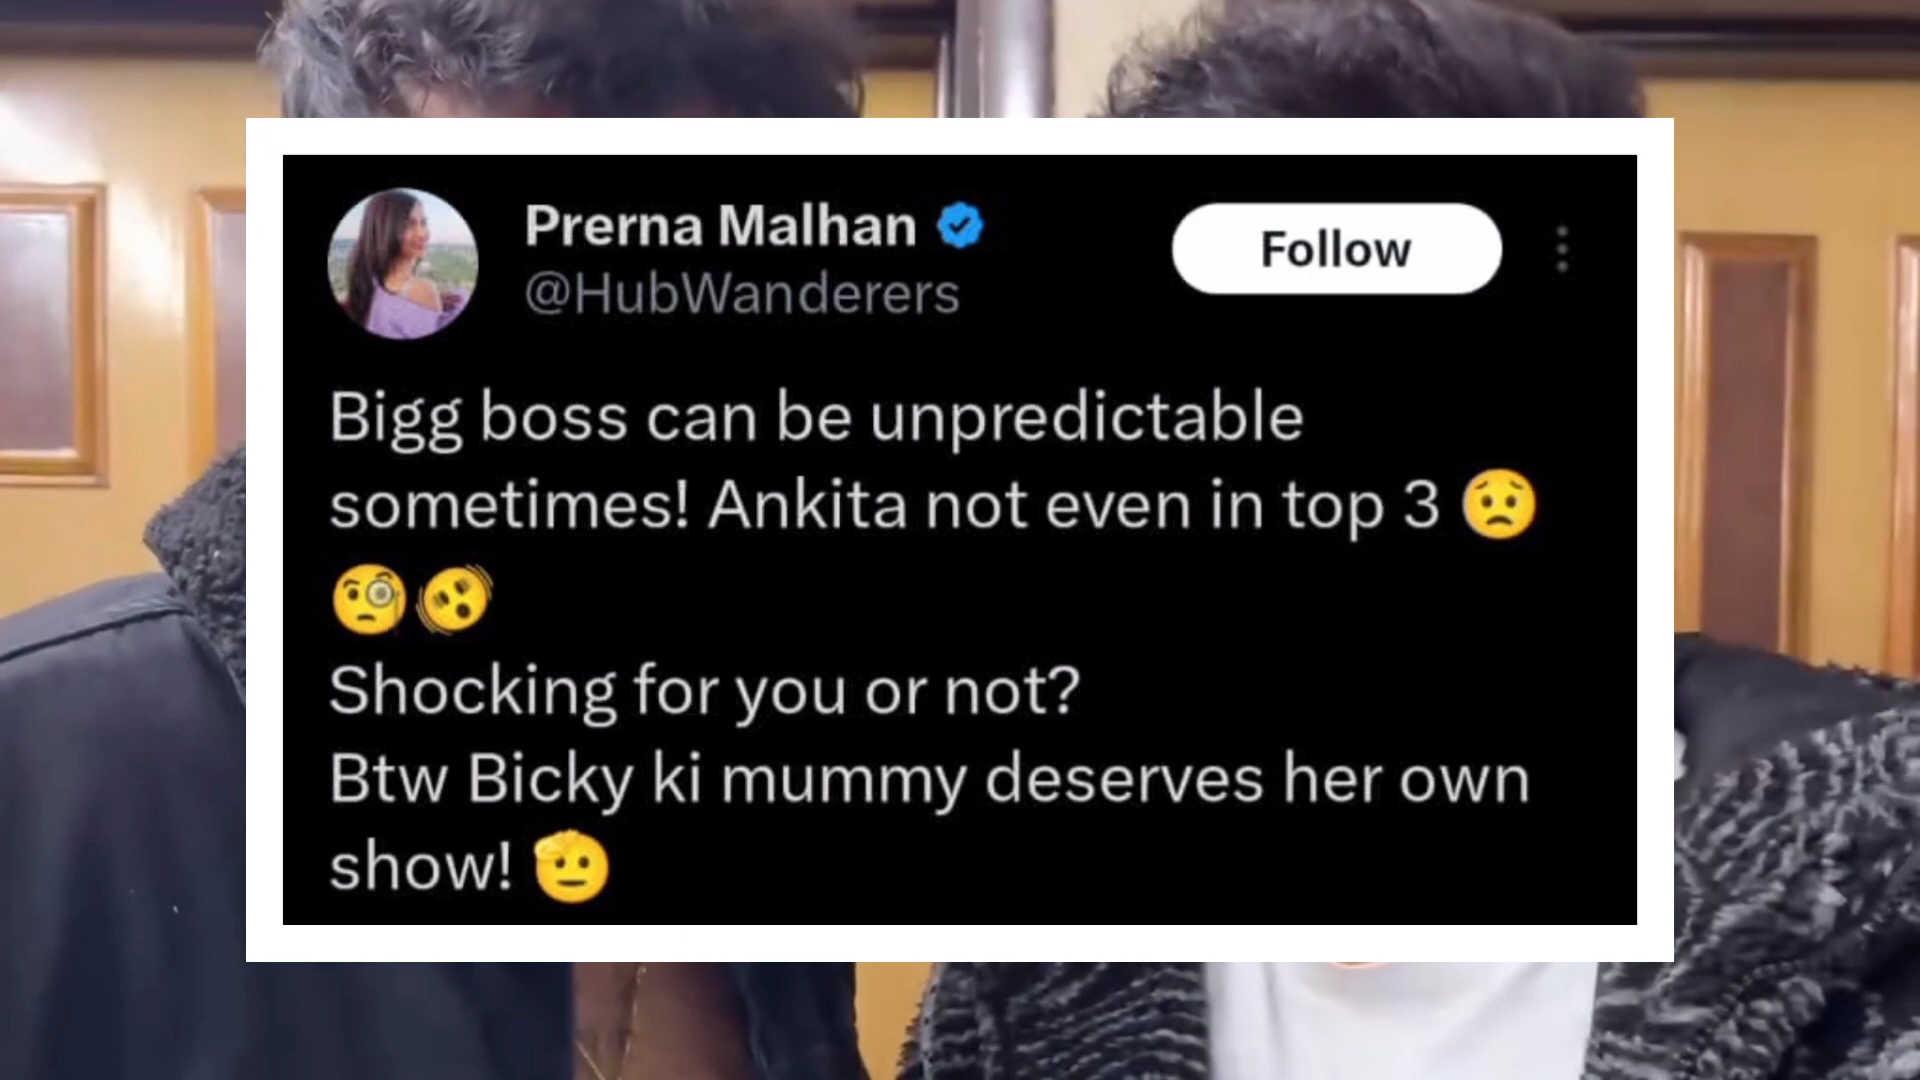 Prerna Malhan
@HubWanderers
Follow
Bigg boss can be unpredictable
sometimes! Ankita not even in top 3 😟
🧐🫨
Shocking for you or not?
Btw Bicky ki mummy deserves her own
show! 🫡